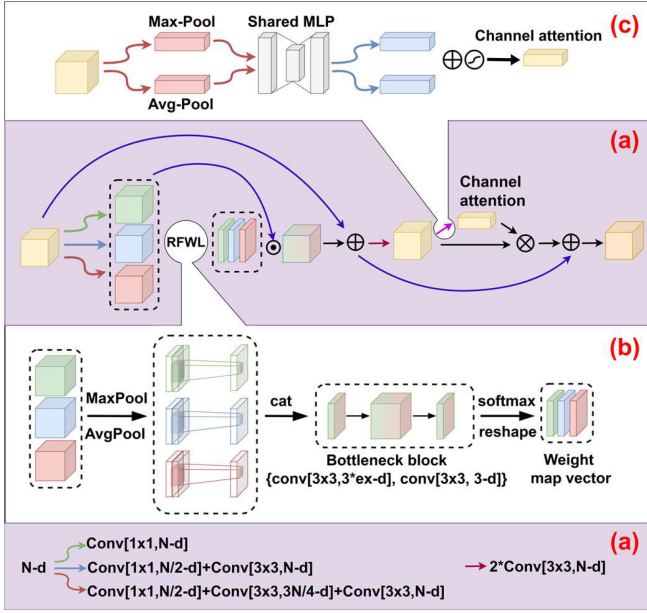 (c)
Max-Pool
Shared MLP
Channel attention
Avg-Pool
(a)
Channel
attention
RFWL
(b)
MaxPool
AvgPool
cat
softmax
reshape
Bottleneck block
{conv[3x3,3*ex-d], conv[3x3, 3-d]}
Weight
map vector
(a)
Conv[1x1,N-d]
N-d
Conv[1x1,N/2-d]+Conv[3x3,N-d]
2*Conv[3x3,N-d]
Conv[1x1,N/2-d]+Conv[3x3,3N/4-d]+Conv[3x3,N-d]